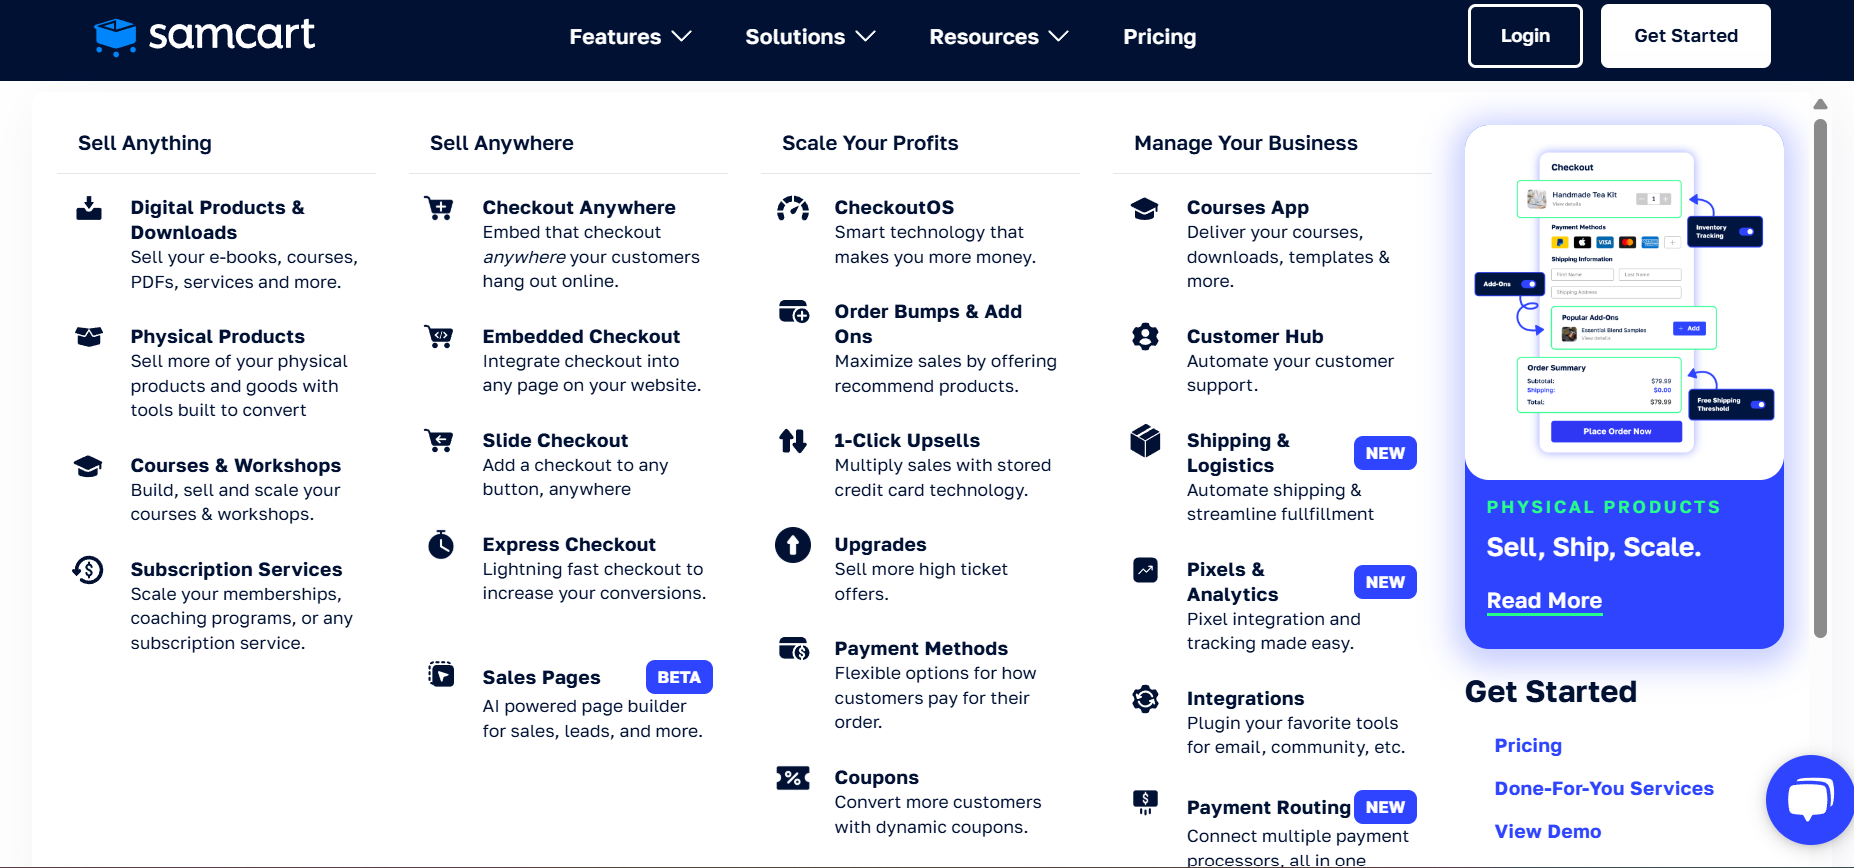 samcart
Features
Solutions
Resources
Pricing
Login
Get Started
Sell Anything
Digital Products &
Downloads
Sell your e-books, courses,
PDFs, services and more.
Physical Products
Sell more of your physical
products and goods with
tools built to convert
Courses & Workshops
Build, sell and scale your
courses & workshops.
Subscription Services
Scale your memberships,
coaching programs, or any
subscription service.
Sell Anywhere
Checkout Anywhere
Embed that checkout
anywhere your customers
hang out online.
Embedded Checkout
Integrate checkout into
any page on your website.
Slide Checkout
Add a checkout to any
button, anywhere
Express Checkout
Lightning fast checkout to
increase your conversions.
Sales Pages BETA
AI powered page builder
for sales, leads, and more.
Scale Your Profits
CheckoutOS
Smart technology that
makes you more money.
Order Bumps & Add
Ons
Maximize sales by offering
recommend products.
1-Click Upsells
Multiply sales with stored
credit card technology.
Upgrades
Sell more high ticket
offers.
Payment Methods
Flexible options for how
customers pay for their
order.
Coupons
Convert more customers
with dynamic coupons.
Manage Your Business
Courses App
Deliver your courses,
downloads, templates &
more.
Customer Hub
Automate your customer
support.
Shipping &
Logistics
NEW
Automate shipping &
streamline fullfillment
Pixels &
Analytics
NEW
Pixel integration and
tracking made easy.
Integrations
Plugin your favorite tools
for email, community, etc.
Payment Routing NEW
Connect multiple payment
processors, all in one
Checkout
Handmade Tea Kit
View details
1
Inventory
Tracking
Payment Methods
VISA
Shipping Information
First Name
Last Name
Shipping Address
Add-Ons
Popular Add-Ons
Essential Blend Samples
View details
+ Add
Order Summary
Subtotal: $79.99
Shipping: $0.00
Total: $79.99
Free Shipping
Threshold
Place Order Now
PHYSICAL PRODUCTS
Sell, Ship, Scale.
Read More
Get Started
Pricing
Done-For-You Services
View Demo